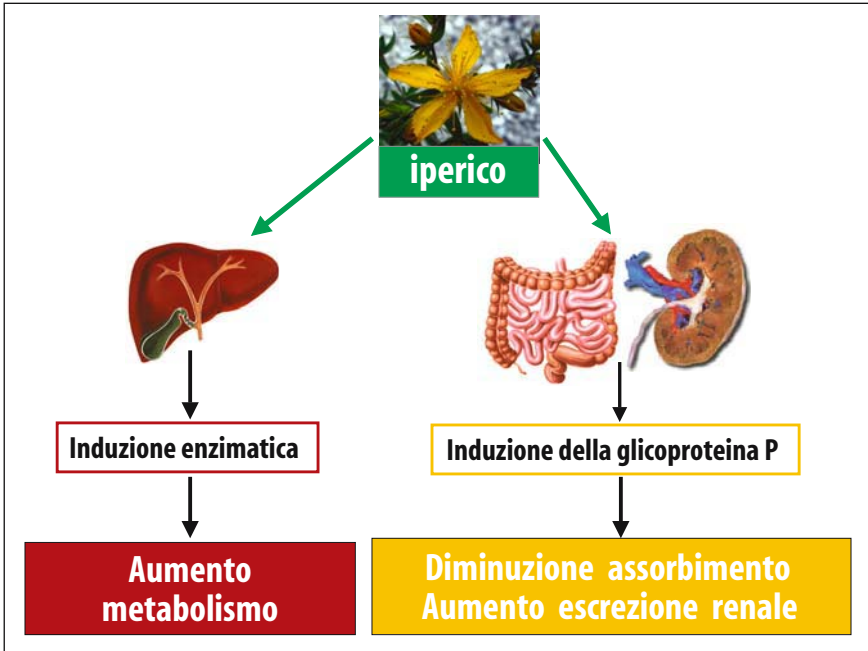 iperico
Induzione enzimatica
Induzione della glicoproteina P
Aumento
metabolismo
Diminuzione assorbimento
Aumento escrezione renale